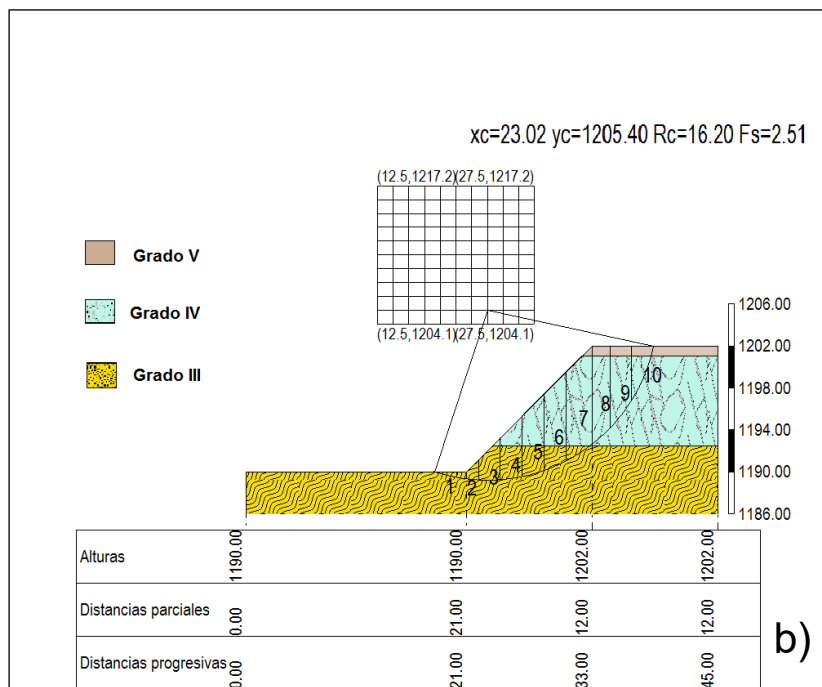 xc=23.02 yc=1205.40 Rc=16.20 Fs=2.51
(12.5,1217.2)(27.5,1217.2)
Grado V
Grado IV
Grado III
(12.5,1204.1)(27.5,1204.1)
1206.00
1202.00
1198.00
1194.00
1190.00
1186.00
1 2 3 4 5 6 7 8 9 10
Alturas 1190.00 1190.00 1202.00 1202.00
Distancias parciales 0.00 21.00 12.00 12.00
Distancias progresivas 0.00 21.00 33.00 45.00
b)